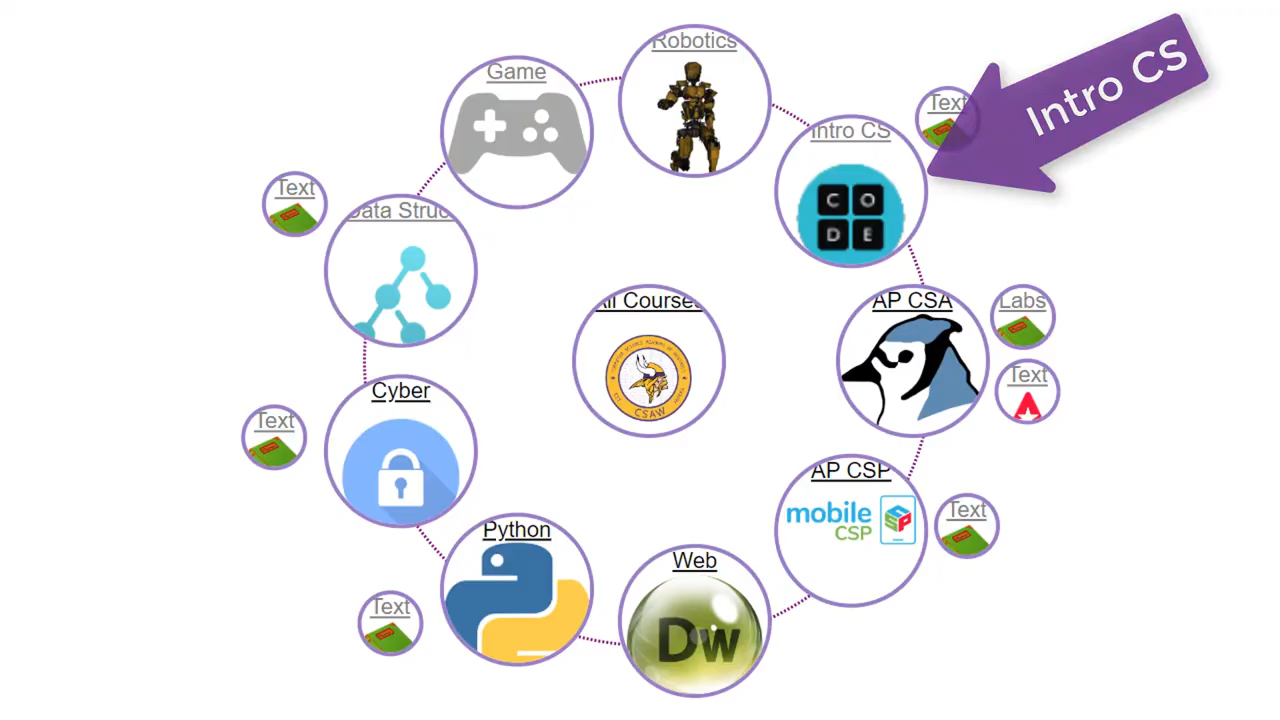 Robotics
Game
Intro CS
Text
Intro CS
C O
D E
Text
Data Struc
All Courses
CSAW
AP CSA
Labs
Text
Cyber
Text
AP CSP
mobile
CSP
Text
Python
Text
Web
Dw